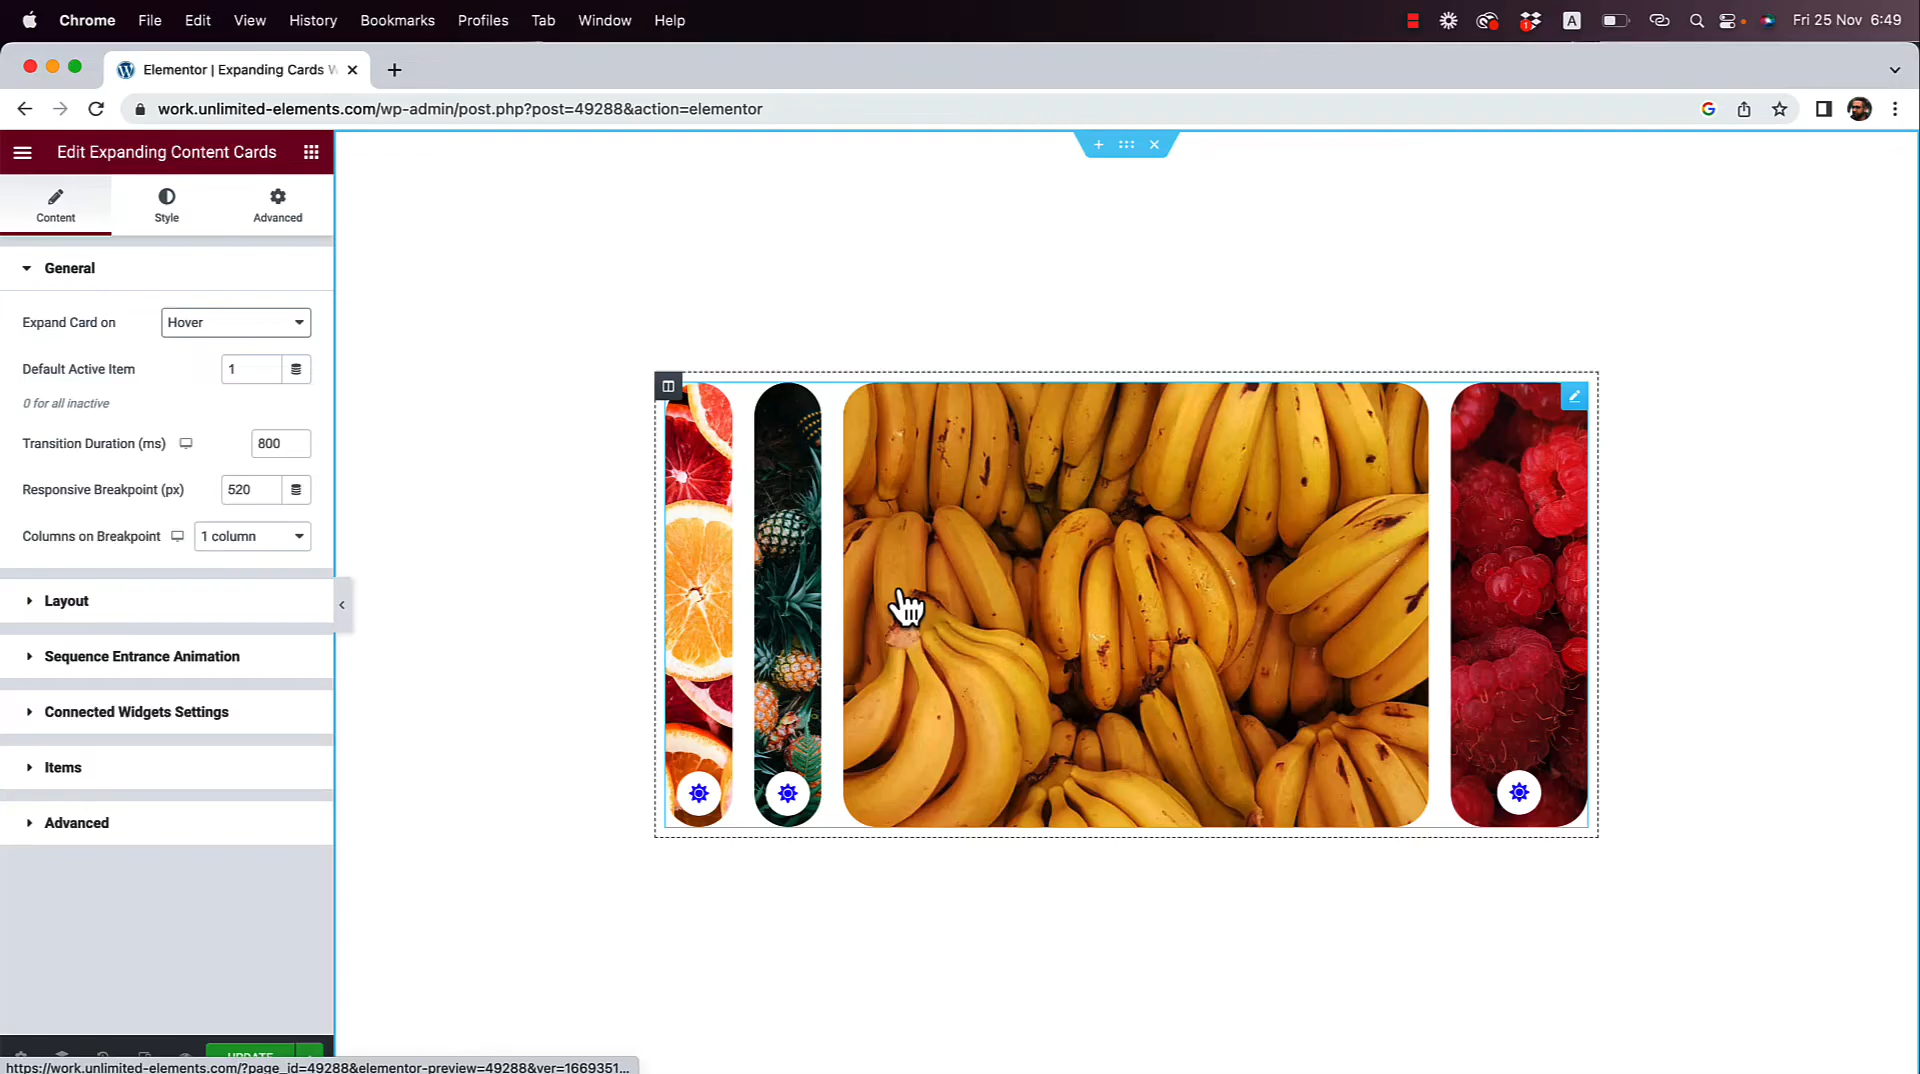 Chrome File Edit View History Bookmarks Profiles Tab Window Help
A Fri 25 Nov 6:49
Elementor | Expanding Cards W
work.unlimited-elements.com/wp-admin/post.php?post=49288&action=elementor
Edit Expanding Content Cards
Content Style Advanced
General
Expand Card on Hover
Default Active Item 1
0 for all inactive
Transition Duration (ms) 800
Responsive Breakpoint (px) 520
Columns on Breakpoint 1 column
Layout
Sequence Entrance Animation
Connected Widgets Settings
Items
Advanced
UPDATE
https://work.unlimited-elements.com/?page_id=49288&elementor-preview=49288&ver=1669351...